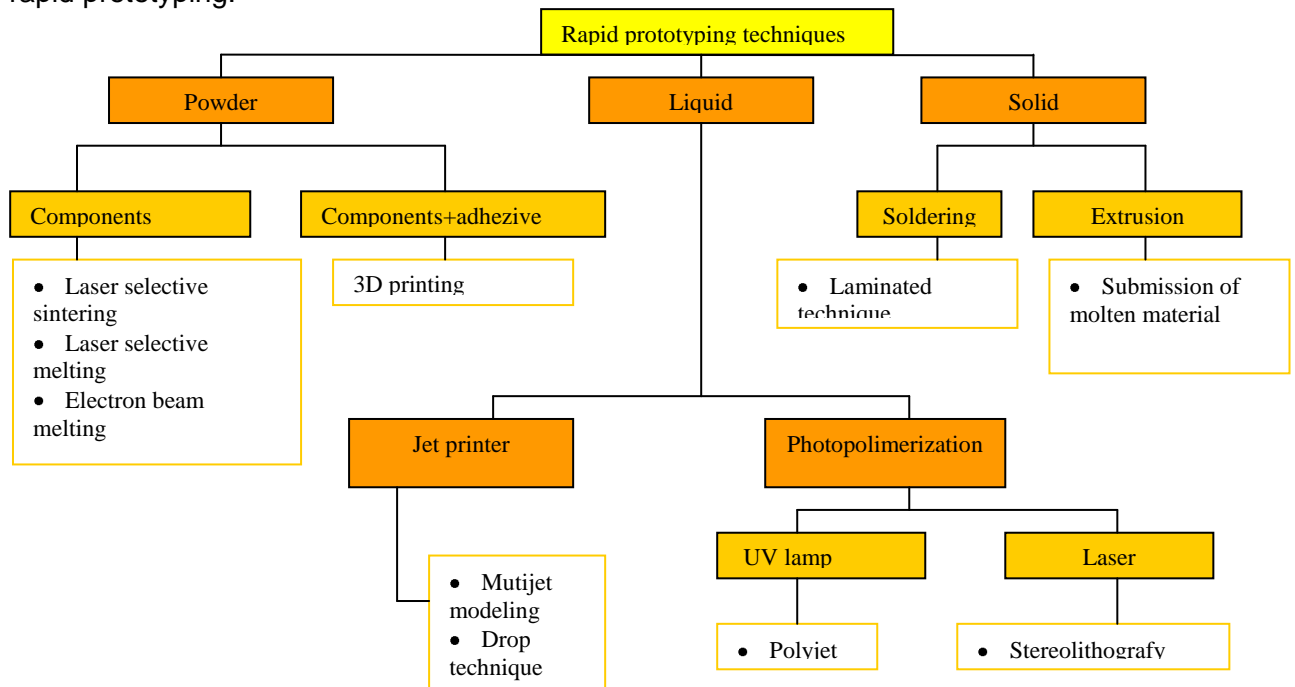 rapid prototyping.
Rapid prototyping techniques
Powder
Liquid
Solid
Components
Components+adhezive
Soldering
Extrusion
• Laser selective
sintering
• Laser selective
melting
• Electron beam
melting
3D printing
• Laminated
technique
• Submission of
molten material
Jet printer
Photopolimerization
• Mutijet
modeling
• Drop
technique
UV lamp
Laser
• Polyjet
• Stereolithografy